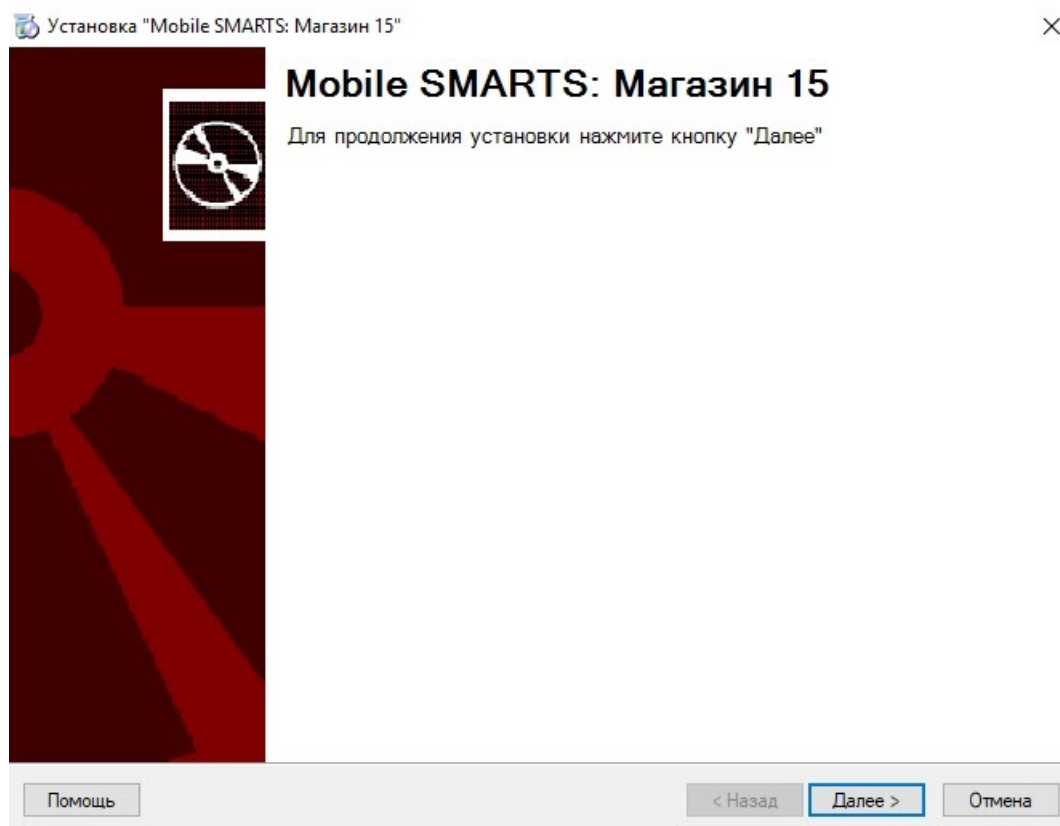 Установка "Mobile SMARTS: Магазин 15"
Mobile SMARTS: Магазин 15
Для продолжения установки нажмите кнопку "Далее"
Помощь
< Назад
Далее >
Отмена